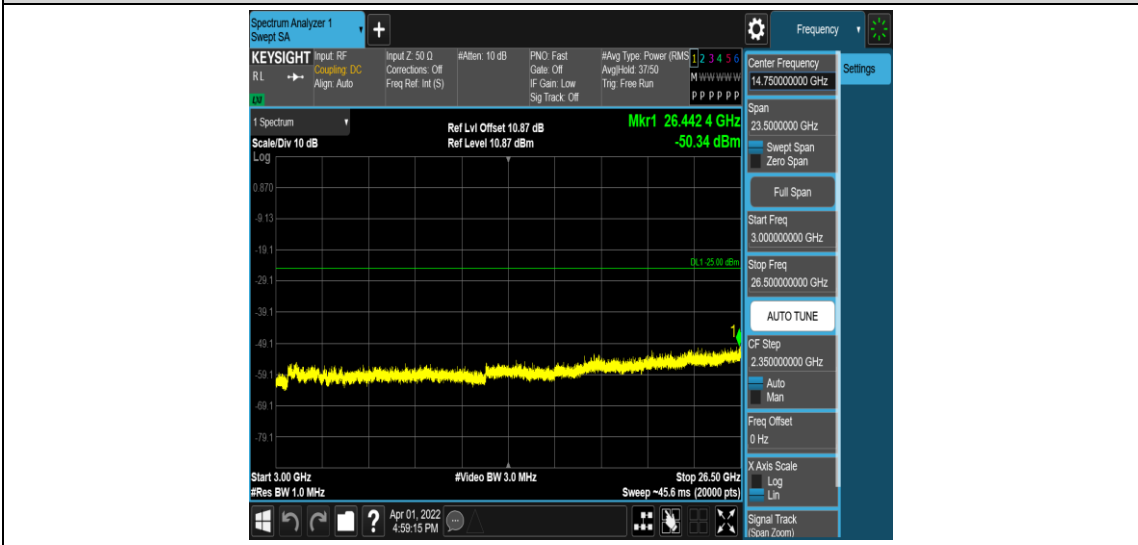 Spectrum Analyzer 1
Swept SA
+
Frequency
KEYSIGHT
RL
LXI
Input: RF
Coupling: DC
Align: Auto
Input Z: 50 Ω
Corrections: Off
Freq Ref: Int (S)
#Atten: 10 dB
PNO: Fast
Gate: Off
IF Gain: Low
Sig Track: Off
#Avg Type: Power (RMS
Avg|Hold: 37/50
Trig: Free Run
1 2 3 4 5 6
M W W W W W
P P P P P P
Center Frequency
14.750000000 GHz
Settings
1 Spectrum
Scale/Div 10 dB
Ref Lvl Offset 10.87 dB
Ref Level 10.87 dBm
Mkr1 26.442 4 GHz
-50.34 dBm
Log
0.870
-9.13
-19.1
-29.1
-39.1
-49.1
-59.1
-69.1
-79.1
DL1 -25.00 dBm
1
Start 3.00 GHz
#Res BW 1.0 MHz
#Video BW 3.0 MHz
Stop 26.50 GHz
Sweep ~45.6 ms (20000 pts)
Span
23.5000000 GHz
Swept Span
Zero Span
Full Span
Start Freq
3.000000000 GHz
Stop Freq
26.500000000 GHz
AUTO TUNE
CF Step
2.350000000 GHz
Auto
Man
Freq Offset
0 Hz
X Axis Scale
Log
Lin
Signal Track
(Span Zoom)
?
Apr 01, 2022
4:59:15 PM